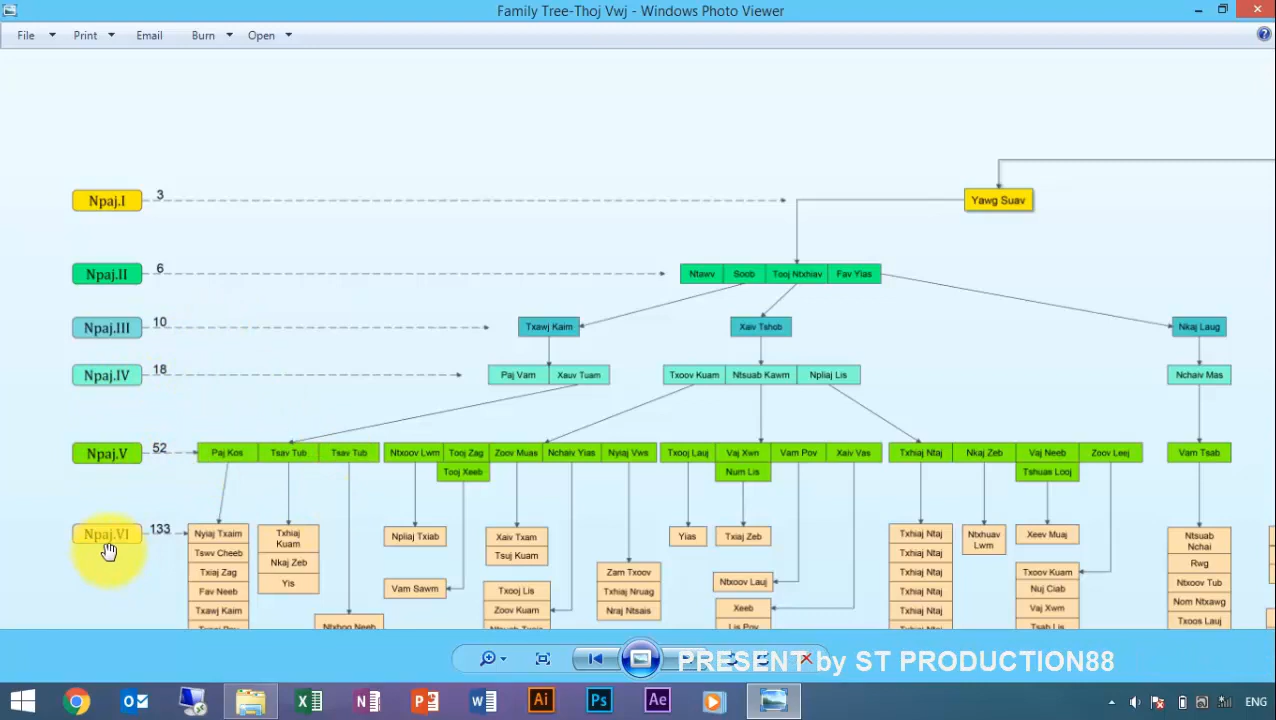 Family Tree-Thoj Vwj - Windows Photo Viewer
File Print Email Burn Open
Npaj.I 3 Yawg Suav
Npaj.II 6 Ntawv Soob Tooj Ntxhiav Fav Yias
Npaj.III 10 Txawj Kaim Xaiv Tshob Nkaj Laug
Npaj.IV 18 Paj Vam Xauv Tuam Txoov Kuam Ntsuab Kawm Npliaj Lis Nchaiv Mas
Npaj.V 52 Paj Kos Tsav Tub Tsav Tub Ntxoov Lwm Tooj Zag Zoov Muas Nchaiv Yias Nyiaj Vws Txooj Lauj Vaj Xwn Vam Pov Xaiv Vas Txhiaj Ntaj Nkaj Zeb Vaj Neeb Zoov Leej Vam Tsab
Tooj Xeeb Num Lis Tshuas Looj
Npaj.VI 133 Nyiaj Txaim Txhiaj Kuam Npliaj Txiab Xaiv Txam Yias Txiaj Zeb Txhiaj Ntaj Ntxhuav Lwm Xeev Muaj Ntsuab Nchai
Tswv Cheeb Nkaj Zeb Tsuj Kuam Txhiaj Ntaj Rwg
Txiaj Zag Yis Zam Txoov Ntxoov Lauj Txhiaj Ntaj Txoov Kuam Ntxoov Tub
Fav Neeb Vam Sawm Txooj Lis Txhiaj Nruag Txhiaj Ntaj Nuj Ciab Nom Ntxawg
Txawj Kaim Zoov Kuam Nraj Ntsais Xeeb Txhiaj Ntaj Vaj Xwm Txoos Lauj
Lis Pov Txhiaj Ntaj Tsab Lis
PRESENT by ST PRODUCTION88
ENG